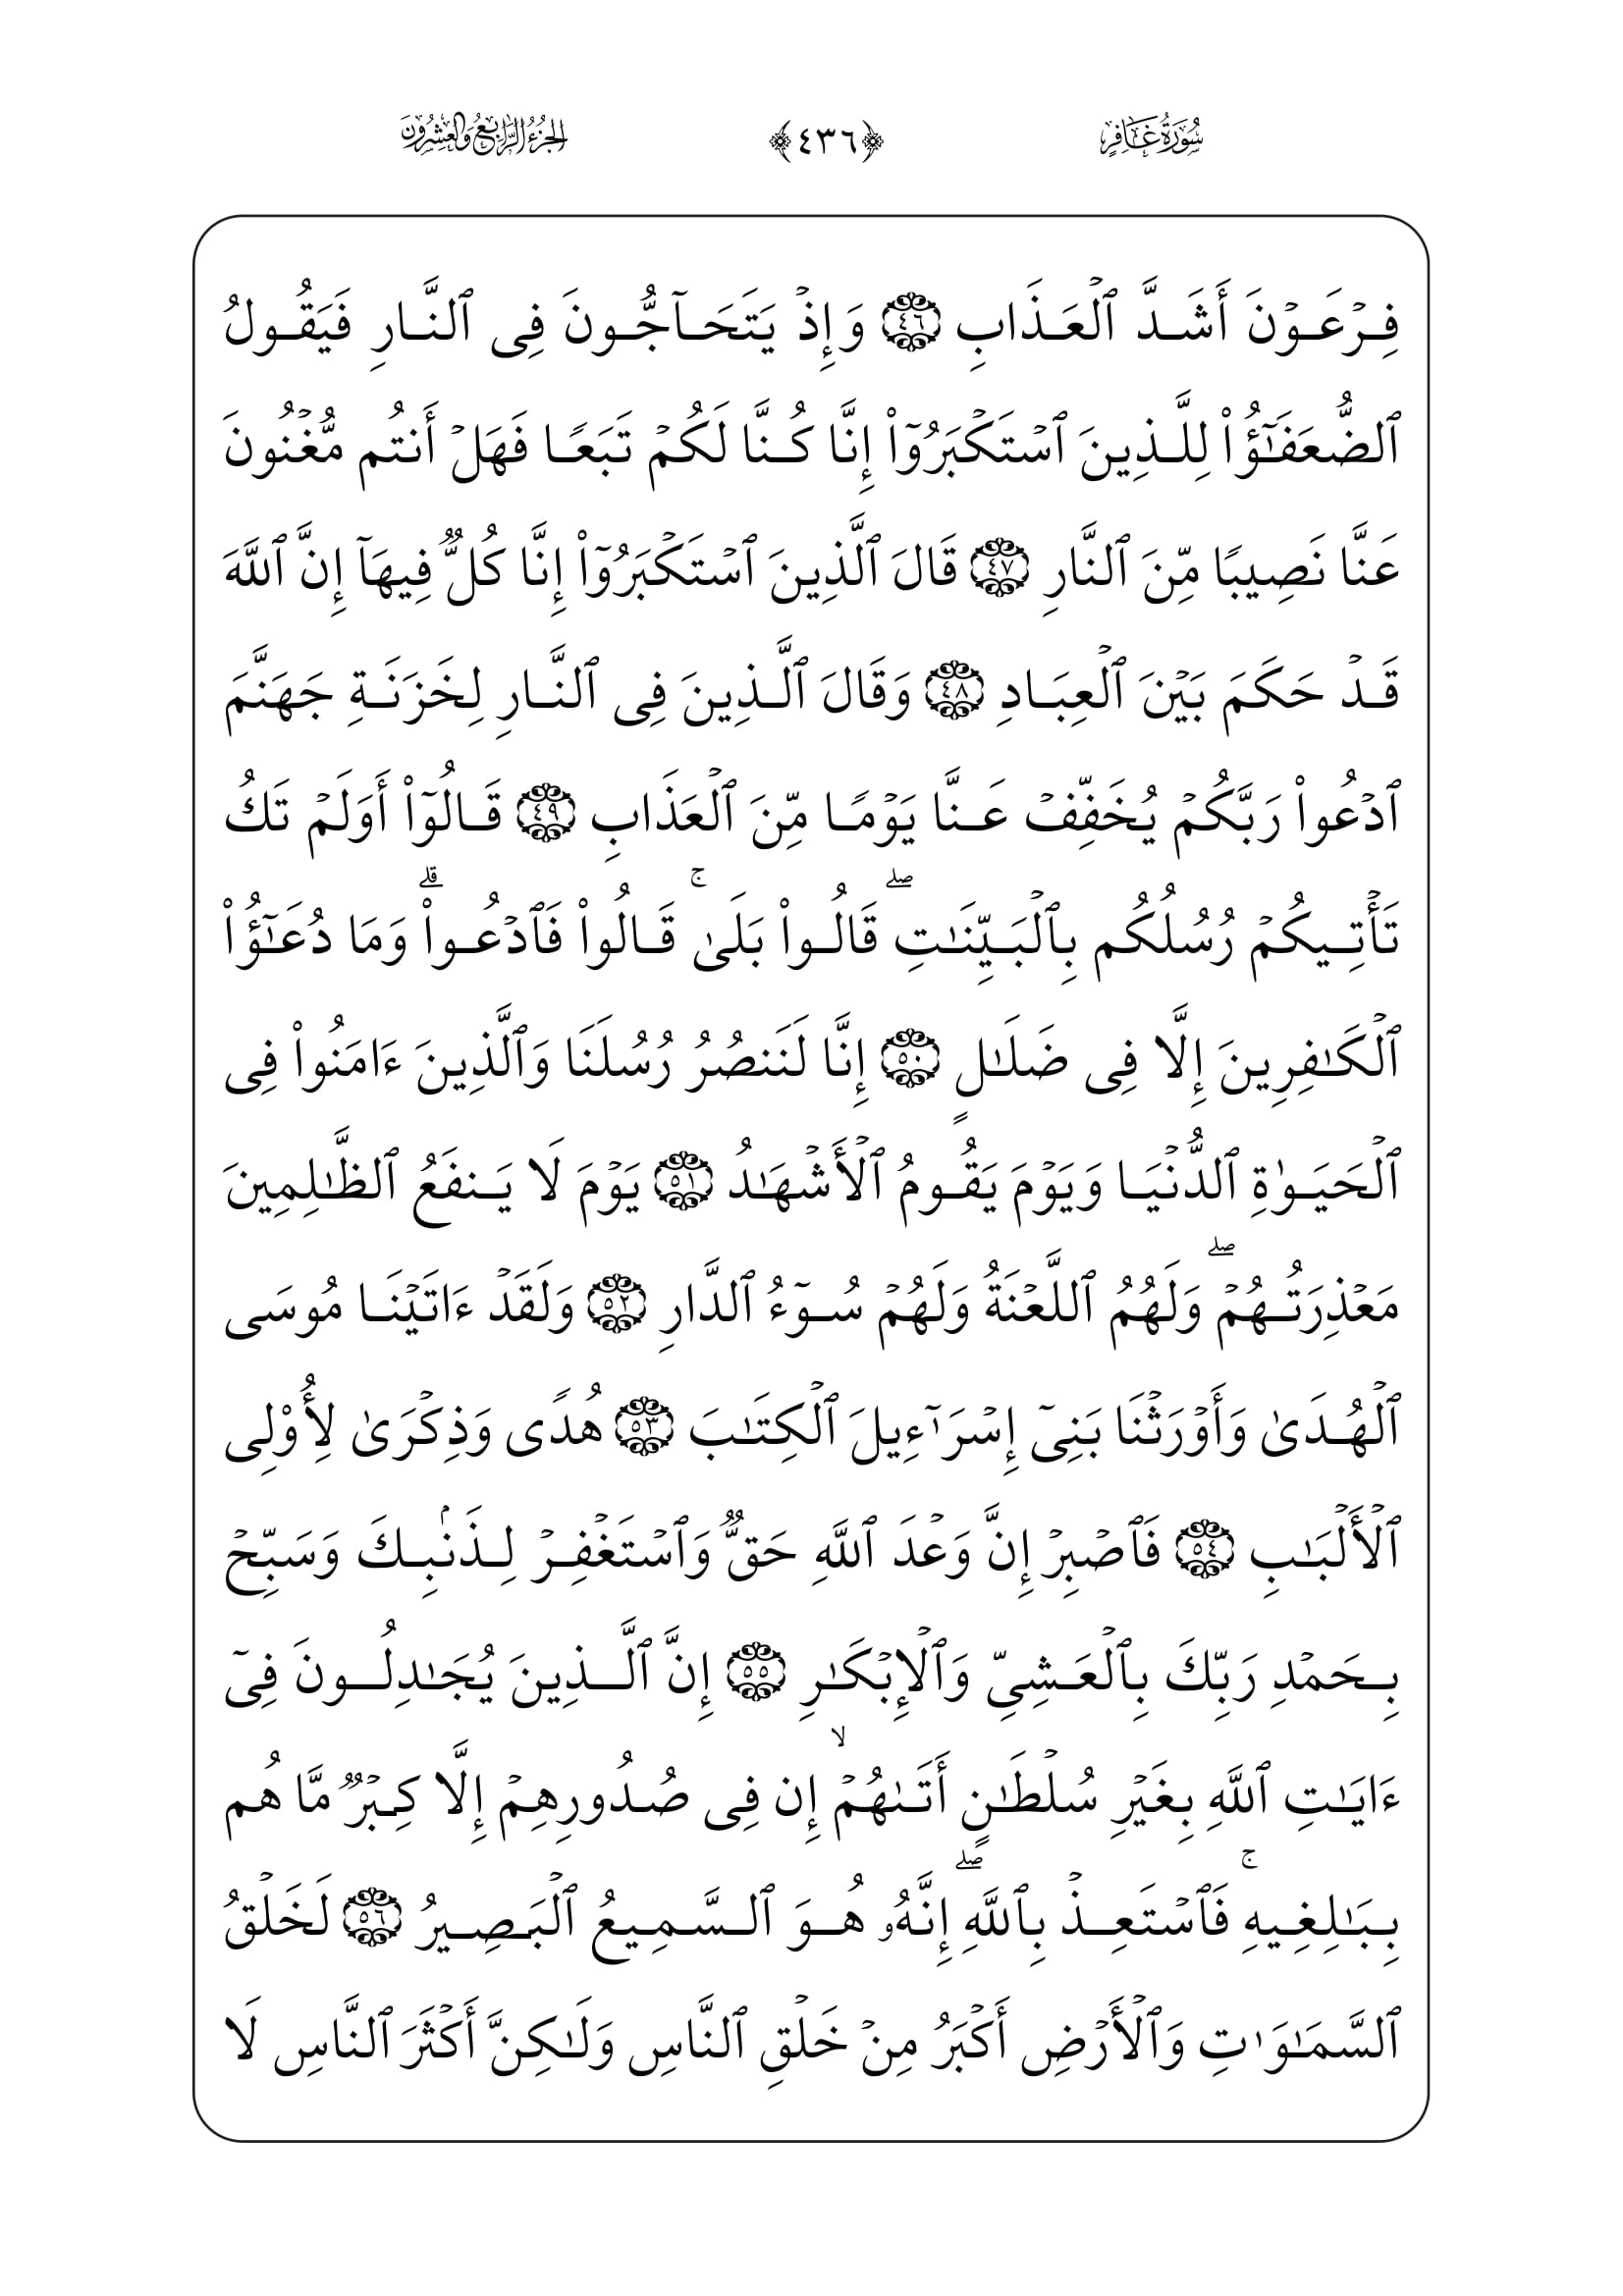 سُورَةُ غَافِرٍ ﴿٤٣٦﴾ الجُزْءُ الرَّابِعُ وَالعِشْرُونَ
فِرۡعَوۡنَ أَشَدَّ ٱلۡعَذَابِ ٤٦ وَإِذۡ يَتَحَآجُّونَ فِى ٱلنَّارِ فَيَقُولُ
ٱلضُّعَفَـٰٓؤُا۟ لِلَّذِينَ ٱسۡتَكۡبَرُوٓا۟ إِنَّا كُنَّا لَكُمۡ تَبَعًا فَهَلۡ أَنتُم مُّغۡنُونَ
عَنَّا نَصِيبًا مِّنَ ٱلنَّارِ ٤٧ قَالَ ٱلَّذِينَ ٱسۡتَكۡبَرُوٓا۟ إِنَّا كُلٌّ فِيهَآ إِنَّ ٱللَّهَ
قَدۡ حَكَمَ بَيۡنَ ٱلۡعِبَادِ ٤٨ وَقَالَ ٱلَّذِينَ فِى ٱلنَّارِ لِخَزَنَةِ جَهَنَّمَ
ٱدۡعُوا۟ رَبَّكُمۡ يُخَفِّفۡ عَنَّا يَوۡمًا مِّنَ ٱلۡعَذَابِ ٤٩ قَالُوٓا۟ أَوَلَمۡ تَكُ
تَأۡتِيكُمۡ رُسُلُكُم بِٱلۡبَيِّنَـٰتِۖ قَالُوا۟ بَلَىٰۚ قَالُوا۟ فَٱدۡعُوا۟ۗ وَمَا دُعَـٰٓؤُا۟
ٱلۡكَـٰفِرِينَ إِلَّا فِى ضَلَـٰلٍ ٥٠ إِنَّا لَنَنصُرُ رُسُلَنَا وَٱلَّذِينَ ءَامَنُوا۟ فِى
ٱلۡحَيَوٰةِ ٱلدُّنۡيَا وَيَوۡمَ يَقُومُ ٱلۡأَشۡهَـٰدُ ٥١ يَوۡمَ لَا يَنفَعُ ٱلظَّـٰلِمِينَ
مَعۡذِرَتُهُمۡۖ وَلَهُمُ ٱللَّعۡنَةُ وَلَهُمۡ سُوٓءُ ٱلدَّارِ ٥٢ وَلَقَدۡ ءَاتَيۡنَا مُوسَى
ٱلۡهُدَىٰ وَأَوۡرَثۡنَا بَنِىٓ إِسۡرَٰٓءِيلَ ٱلۡكِتَـٰبَ ٥٣ هُدًى وَذِكۡرَىٰ لِأُو۟لِى
ٱلۡأَلۡبَـٰبِ ٥٤ فَٱصۡبِرۡ إِنَّ وَعۡدَ ٱللَّهِ حَقٌّ وَٱسۡتَغۡفِرۡ لِذَنۢبِكَ وَسَبِّحۡ
بِحَمۡدِ رَبِّكَ بِٱلۡعَشِىِّ وَٱلۡإِبۡكَـٰرِ ٥٥ إِنَّ ٱلَّذِينَ يُجَـٰدِلُونَ فِىٓ
ءَايَـٰتِ ٱللَّهِ بِغَيۡرِ سُلۡطَـٰنٍ أَتَىٰهُمۡۙ إِن فِى صُدُورِهِمۡ إِلَّا كِبۡرٌ مَّا هُم
بِبَـٰلِغِيهِۚ فَٱسۡتَعِذۡ بِٱللَّهِۖ إِنَّهُۥ هُوَ ٱلسَّمِيعُ ٱلۡبَصِيرُ ٥٦ لَخَلۡقُ
ٱلسَّمَـٰوَٰتِ وَٱلۡأَرۡضِ أَكۡبَرُ مِنۡ خَلۡقِ ٱلنَّاسِ وَلَـٰكِنَّ أَكۡثَرَ ٱلنَّاسِ لَا